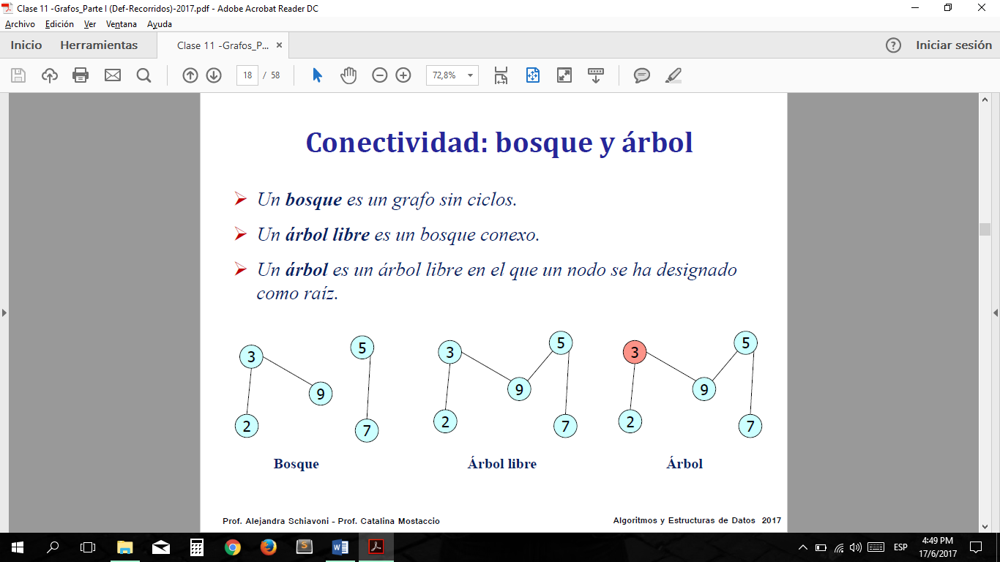 Clase 11 -Grafos_Parte I (Def-Recorridos)-2017.pdf - Adobe Acrobat Reader DC
Archivo Edición Ver Ventana Ayuda
Inicio Herramientas Clase 11 -Grafos_P... × Iniciar sesión
18 / 58 72,8%
Conectividad: bosque y árbol
Un bosque es un grafo sin ciclos.
Un árbol libre es un bosque conexo.
Un árbol es un árbol libre en el que un nodo se ha designado
como raíz.
3 5 9 2 7
3 5 9 2 7
3 5 9 2 7
Bosque Árbol libre Árbol
Prof. Alejandra Schiavoni - Prof. Catalina Mostaccio Algoritmos y Estructuras de Datos 2017
ESP 4:49 PM
17/6/2017